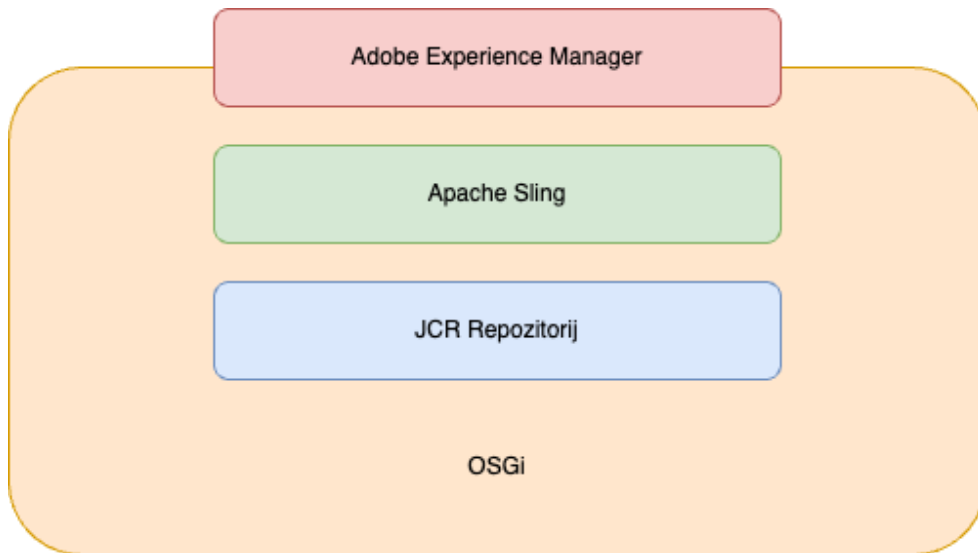 Adobe Experience Manager
Apache Sling
JCR Repozitorij
OSGi